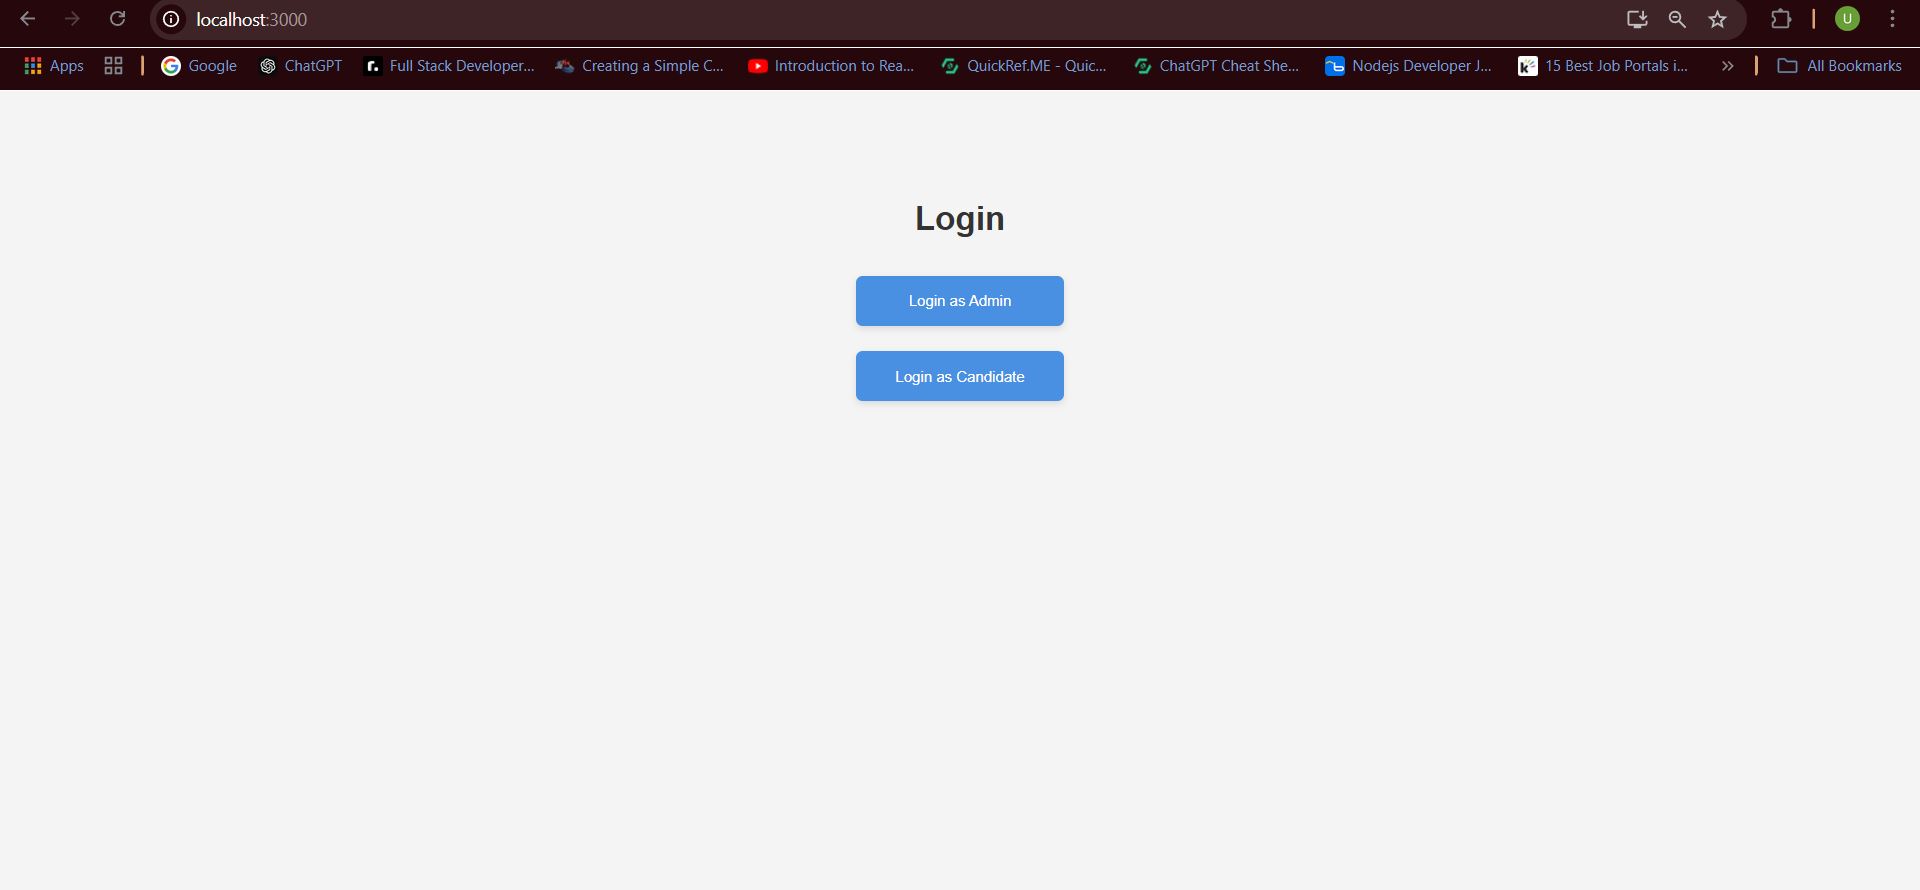 localhost:3000
Apps Google ChatGPT Full Stack Developer... Creating a Simple C... Introduction to Rea... QuickRef.ME - Quic... ChatGPT Cheat She... Nodejs Developer J... 15 Best Job Portals i... All Bookmarks
U
Login
Login as Admin
Login as Candidate